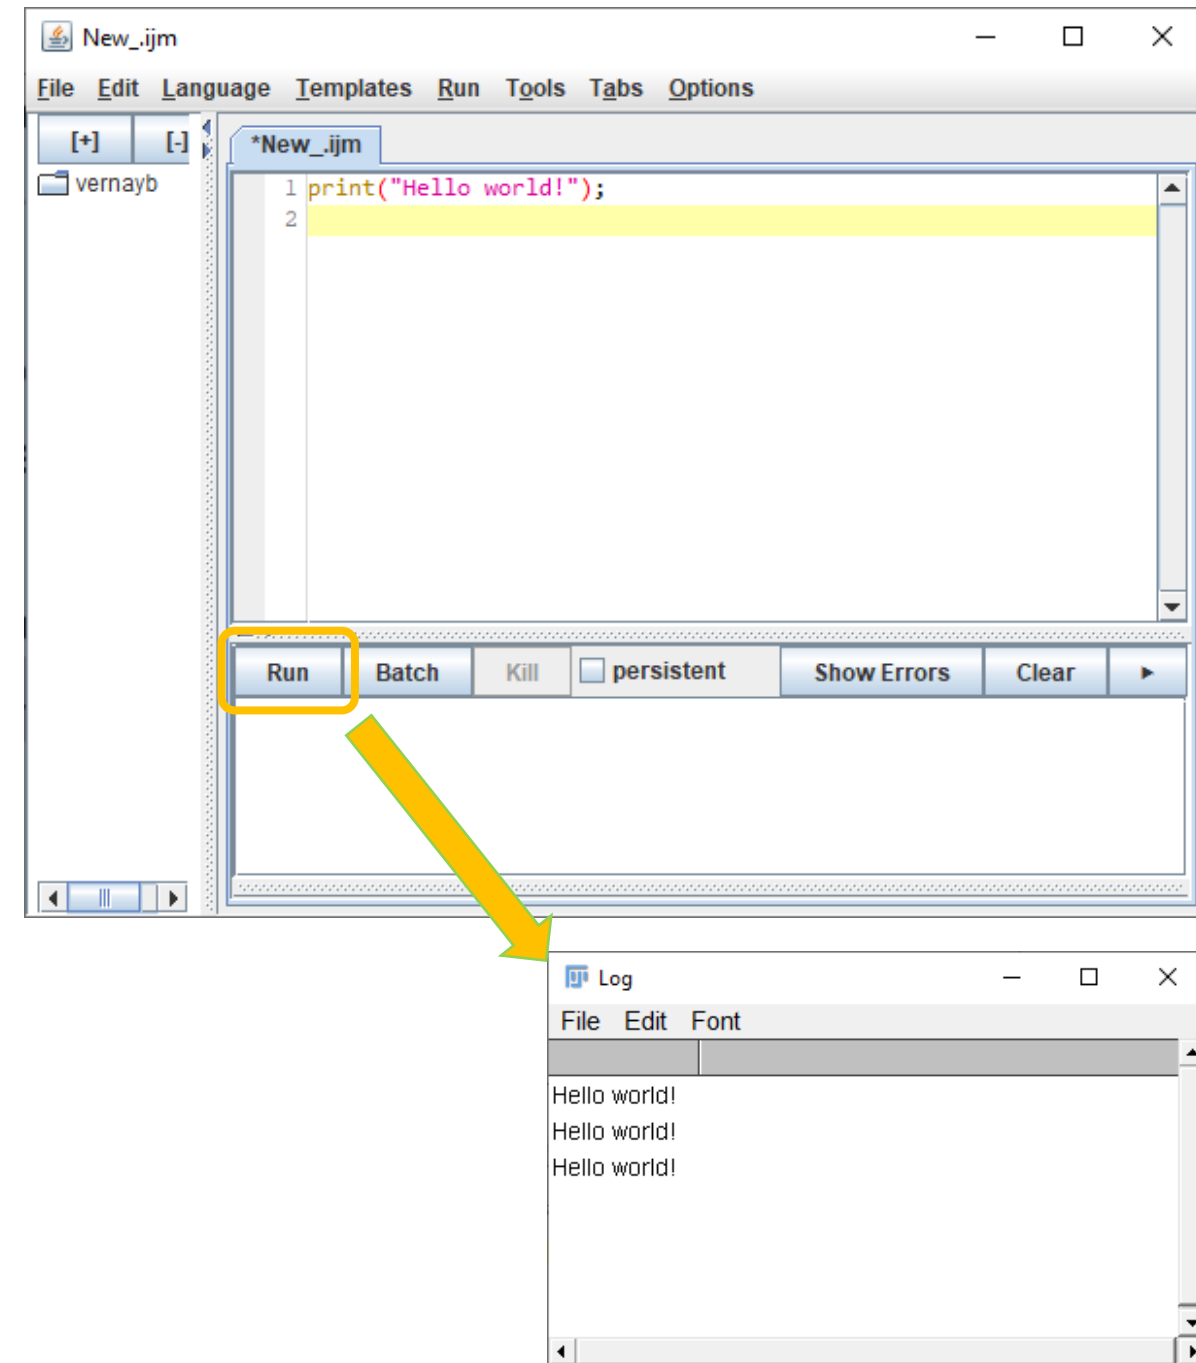 New_.ijm
File Edit Language Templates Run Tools Tabs Options
[+] [-]
*New_.ijm
vernayb
1 print("Hello world!");
2
Run Batch Kill persistent Show Errors Clear
Log
File Edit Font
Hello world!
Hello world!
Hello world!